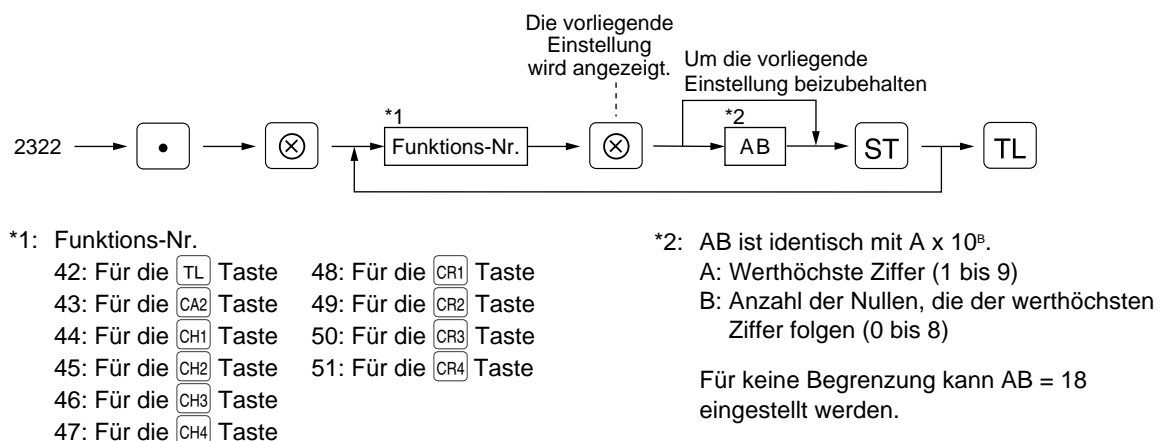 Die vorliegende
Einstellung
wird angezeigt.
Um die vorliegende
Einstellung beizubehalten
*1
*2
2322 • ⊗ Funktions-Nr. ⊗ AB ST TL
*1: Funktions-Nr.
42: Für die TL Taste 48: Für die CR1 Taste
43: Für die CA2 Taste 49: Für die CR2 Taste
44: Für die CH1 Taste 50: Für die CR3 Taste
45: Für die CH2 Taste 51: Für die CR4 Taste
46: Für die CH3 Taste
47: Für die CH4 Taste
*2: AB ist identisch mit A x 10ᴮ.
A: Werthöchste Ziffer (1 bis 9)
B: Anzahl der Nullen, die der werthöchsten
Ziffer folgen (0 bis 8)
Für keine Begrenzung kann AB = 18
eingestellt werden.